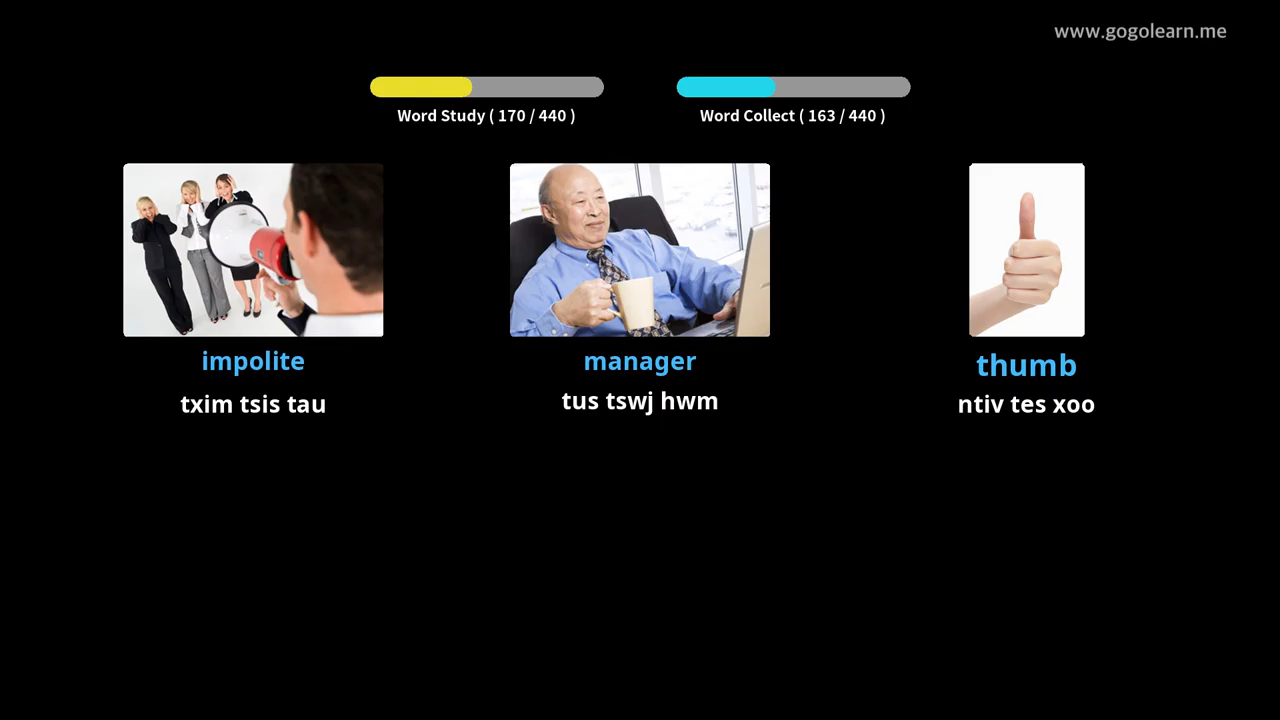 www.gogolearn.me
Word Study ( 170 / 440 )
Word Collect ( 163 / 440 )
impolite
txim tsis tau
manager
tus tswj hwm
thumb
ntiv tes xoo